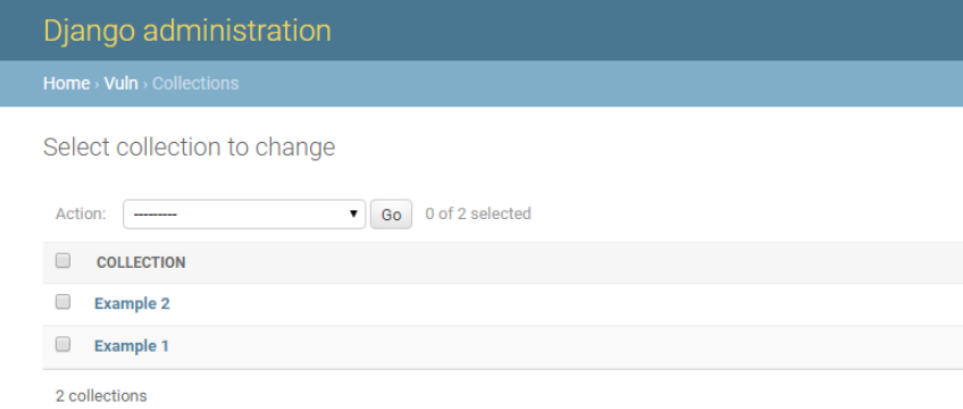 Django administration
Home › Vuln › Collections
Select collection to change
Action: --------- Go 0 of 2 selected
COLLECTION
Example 2
Example 1
2 collections